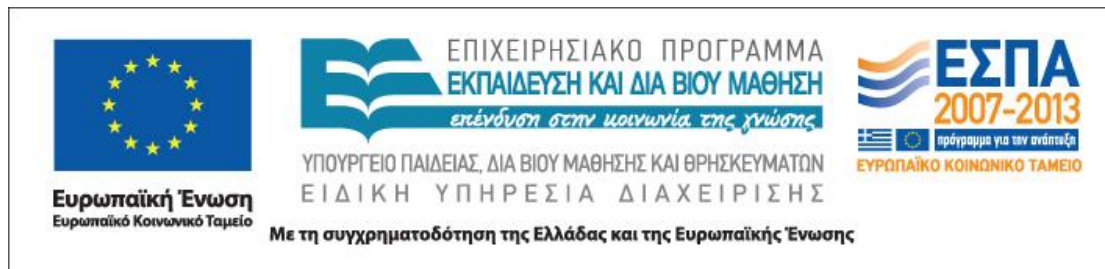 Ευρωπαϊκή Ένωση
Ευρωπαϊκό Κοινωνικό Ταμείο
ΕΠΙΧΕΙΡΗΣΙΑΚΟ ΠΡΟΓΡΑΜΜΑ
ΕΚΠΑΙΔΕΥΣΗ ΚΑΙ ΔΙΑ ΒΙΟΥ ΜΑΘΗΣΗ
επένδυση στην κοινωνία της γνώσης
ΥΠΟΥΡΓΕΙΟ ΠΑΙΔΕΙΑΣ, ΔΙΑ ΒΙΟΥ ΜΑΘΗΣΗΣ ΚΑΙ ΘΡΗΣΚΕΥΜΑΤΩΝ
ΕΙΔΙΚΗ ΥΠΗΡΕΣΙΑ ΔΙΑΧΕΙΡΙΣΗΣ
Με τη συγχρηματοδότηση της Ελλάδας και της Ευρωπαϊκής Ένωσης
ΕΣΠΑ
2007-2013
πρόγραμμα για την ανάπτυξη
ΕΥΡΩΠΑΪΚΟ ΚΟΙΝΩΝΙΚΟ ΤΑΜΕΙΟ